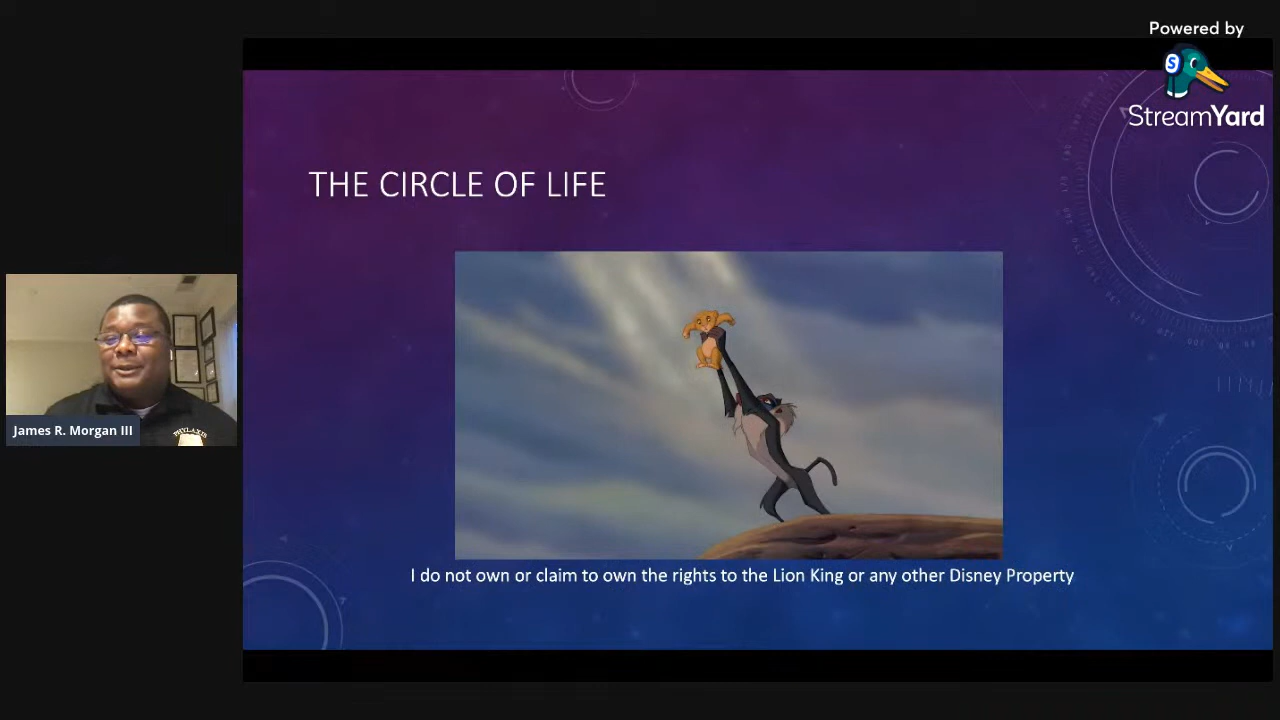 Powered by
StreamYard
THE CIRCLE OF LIFE
James R. Morgan III
PHYLAXIS
I do not own or claim to own the rights to the Lion King or any other Disney Property